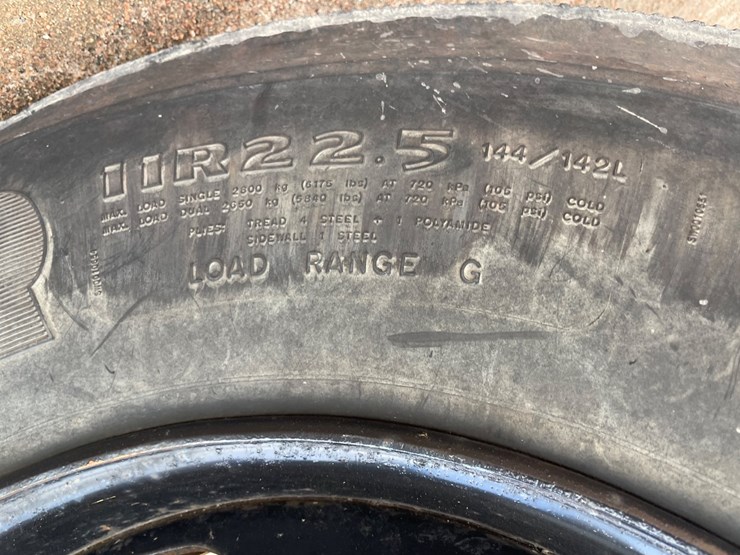 11R22.5 144/142L
MAX. LOAD SINGLE 2800 kg (6175 lbs) AT 720 kPa (105 psi) COLD
MAX. LOAD DUAL 2650 kg (5840 lbs) AT 720 kPa (105 psi) COLD
PLIES: TREAD 4 STEEL + 1 POLYAMIDE
SIDEWALL 1 STEEL
LOAD RANGE G